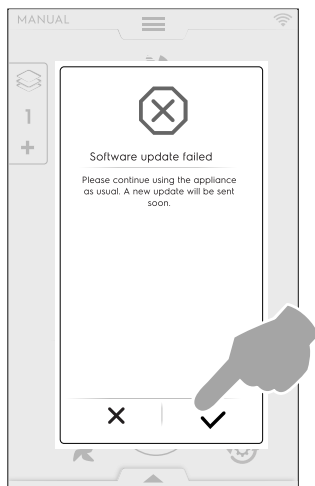 MANUAL
1
+
Software update failed
Please continue using the appliance
as usual. A new update will be sent
soon.